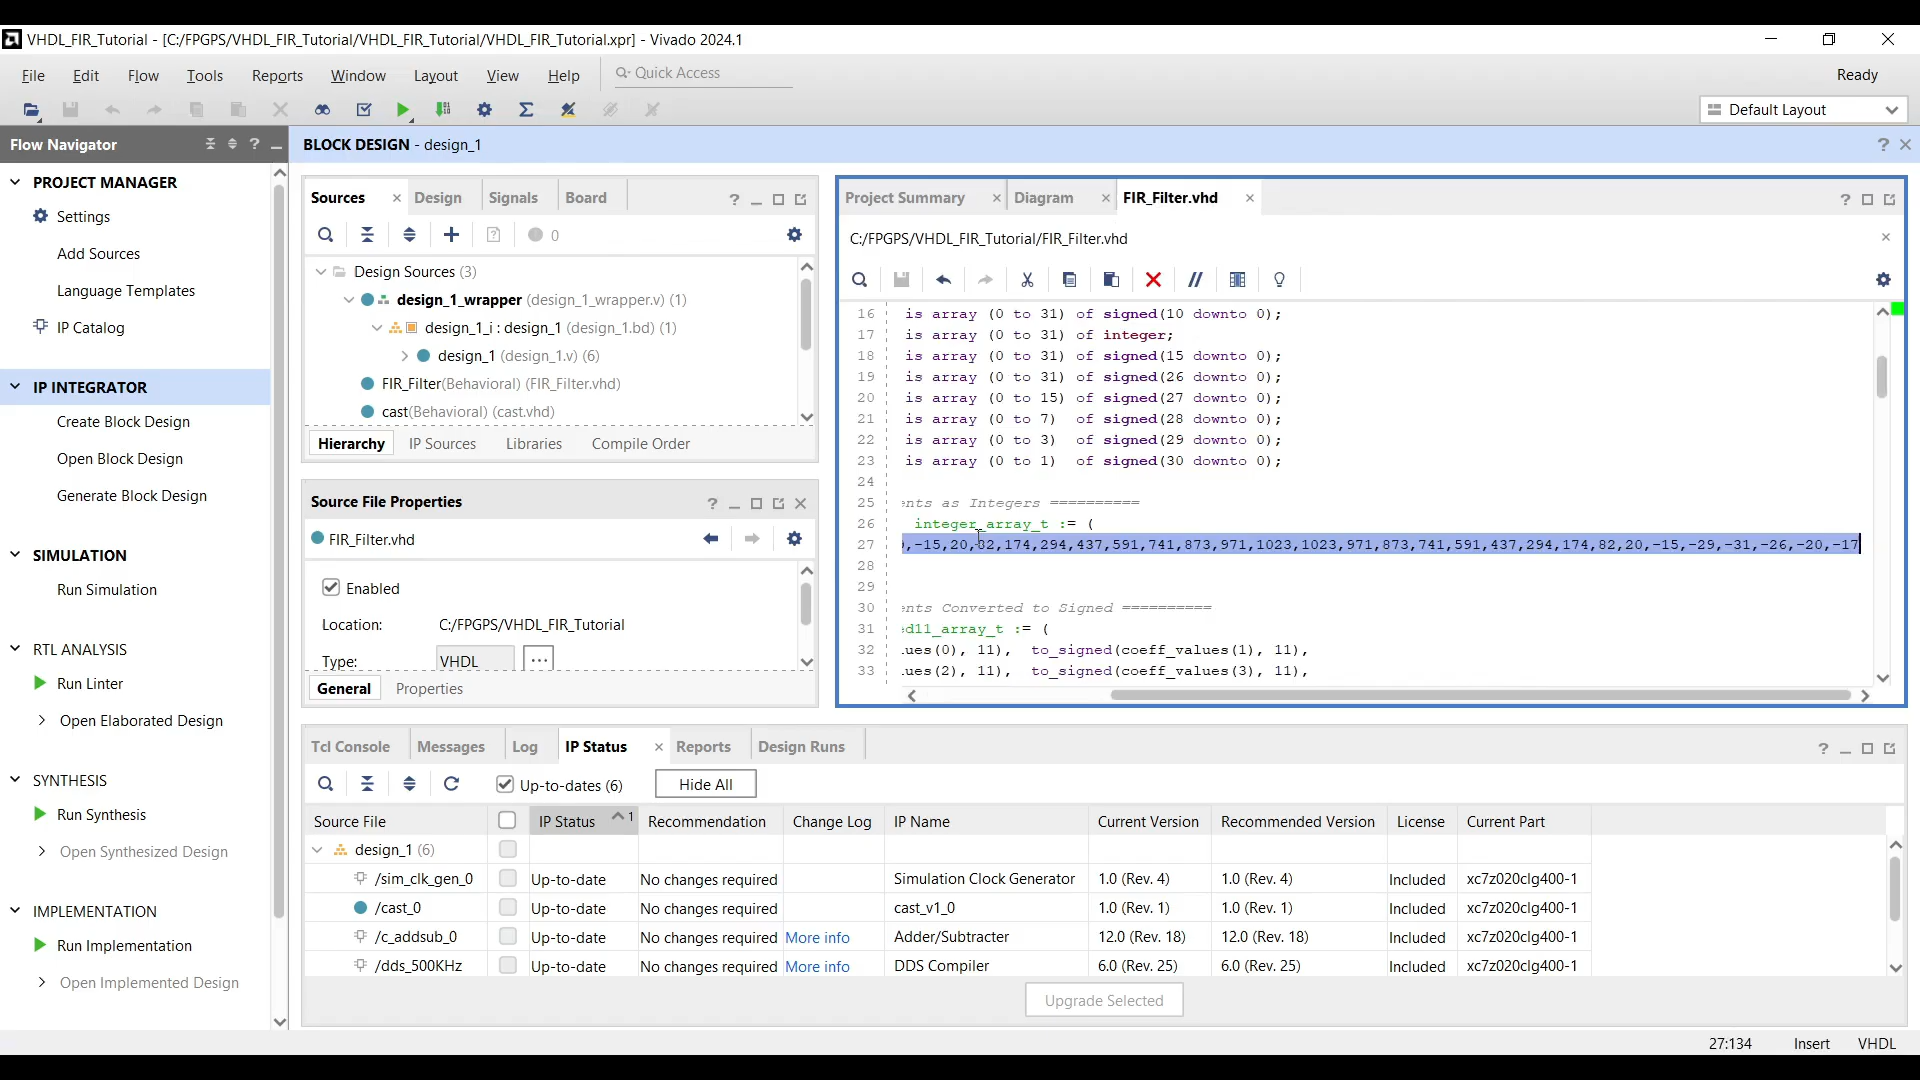 VHDL_FIR_Tutorial - [C:/FPGPS/VHDL_FIR_Tutorial/VHDL_FIR_Tutorial/VHDL_FIR_Tutorial.xpr] - Vivado 2024.1
File Edit Flow Tools Reports Window Layout View Help Quick Access Ready
Default Layout
Flow Navigator
PROJECT MANAGER
Settings
Add Sources
Language Templates
IP Catalog
IP INTEGRATOR
Create Block Design
Open Block Design
Generate Block Design
SIMULATION
Run Simulation
RTL ANALYSIS
Run Linter
Open Elaborated Design
SYNTHESIS
Run Synthesis
Open Synthesized Design
IMPLEMENTATION
Run Implementation
Open Implemented Design
BLOCK DESIGN - design_1
Sources Design Signals Board
0
Design Sources (3)
design_1_wrapper (design_1_wrapper.v) (1)
design_1_i : design_1 (design_1.bd) (1)
design_1 (design_1.v) (6)
FIR_Filter(Behavioral) (FIR_Filter.vhd)
cast(Behavioral) (cast.vhd)
Hierarchy IP Sources Libraries Compile Order
Source File Properties
FIR_Filter.vhd
Enabled
Location: C:/FPGPS/VHDL_FIR_Tutorial
Type: VHDL
General Properties
Project Summary Diagram FIR_Filter.vhd
C:/FPGPS/VHDL_FIR_Tutorial/FIR_Filter.vhd
16 is array (0 to 31) of signed(10 downto 0);
17 is array (0 to 31) of integer;
18 is array (0 to 31) of signed(15 downto 0);
19 is array (0 to 31) of signed(26 downto 0);
20 is array (0 to 15) of signed(27 downto 0);
21 is array (0 to 7) of signed(28 downto 0);
22 is array (0 to 3) of signed(29 downto 0);
23 is array (0 to 1) of signed(30 downto 0);
24
25 ents as Integers ==========
26 integer_array_t := (
27 ,-15,20,82,174,294,437,591,741,873,971,1023,1023,971,873,741,591,437,294,174,82,20,-15,-29,-31,-26,-20,-17
28
29
30 ents Converted to Signed ==========
31 ed11_array_t := (
32 lues(0), 11), to_signed(coeff_values(1), 11),
33 lues(2), 11), to_signed(coeff_values(3), 11),
Tcl Console Messages Log IP Status Reports Design Runs
Up-to-dates (6) Hide All
Source File IP Status 1 Recommendation Change Log IP Name Current Version Recommended Version License Current Part
design_1 (6)
/sim_clk_gen_0 Up-to-date No changes required Simulation Clock Generator 1.0 (Rev. 4) 1.0 (Rev. 4) Included xc7z020clg400-1
/cast_0 Up-to-date No changes required cast_v1_0 1.0 (Rev. 1) 1.0 (Rev. 1) Included xc7z020clg400-1
/c_addsub_0 Up-to-date No changes required More info Adder/Subtracter 12.0 (Rev. 18) 12.0 (Rev. 18) Included xc7z020clg400-1
/dds_500KHz Up-to-date No changes required More info DDS Compiler 6.0 (Rev. 25) 6.0 (Rev. 25) Included xc7z020clg400-1
Upgrade Selected
27:134 Insert VHDL